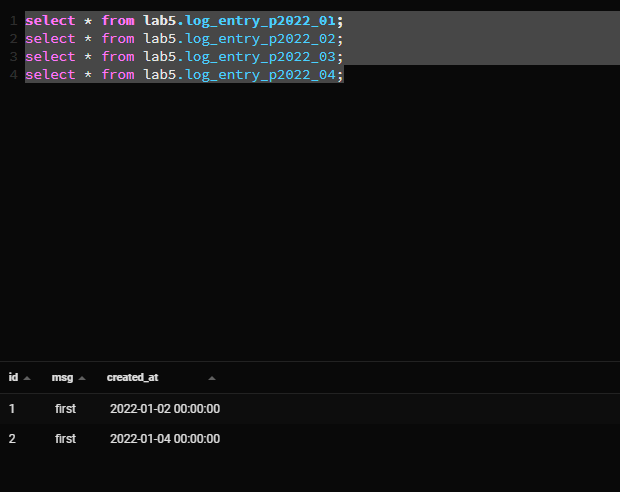 1 select * from lab5.log_entry_p2022_01;
2 select * from lab5.log_entry_p2022_02;
3 select * from lab5.log_entry_p2022_03;
4 select * from lab5.log_entry_p2022_04;
id msg created_at
1 first 2022-01-02 00:00:00
2 first 2022-01-04 00:00:00